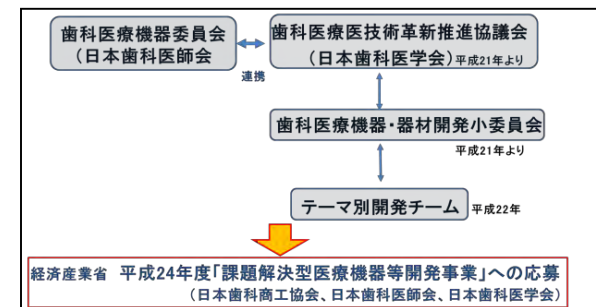 歯科医療機器委員会
（日本歯科医師会
連携
歯科医療医技術革新推進協議会
（日本歯科医学会）平成21年より
歯科医療機器・器材開発小委員会
平成21年より
テーマ別開発チーム 平成22年
経済産業省 平成24年度「課題解決型医療機器等開発事業」への応募
（日本歯科商工協会、日本歯科医師会、日本歯科医学会）